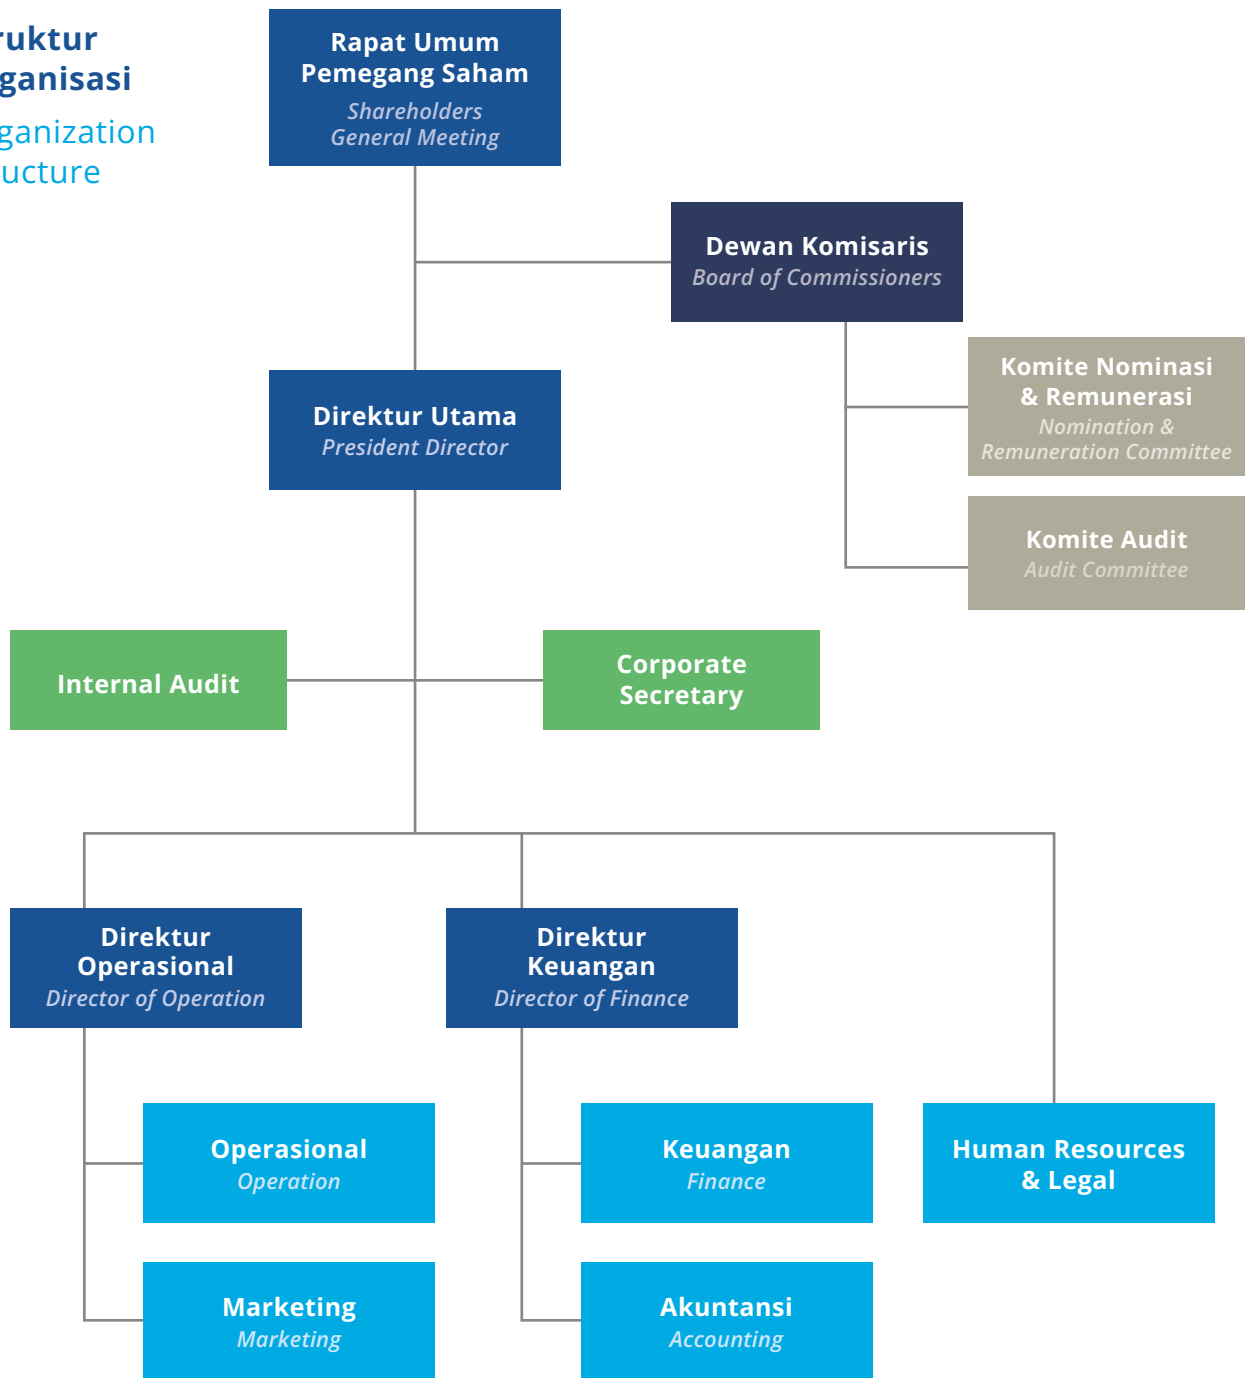 ruktur
ganisasi
ganization
ucture
Rapat Umum
Pemegang Saham
Shareholders
General Meeting
Dewan Komisaris
Board of Commissioners
Komite Nominasi
& Remunerasi
Nomination &
Remuneration Committee
Direktur Utama
President Director
Komite Audit
Audit Committee
Internal Audit
Corporate
Secretary
Direktur
Operasional
Director of Operation
Direktur
Keuangan
Director of Finance
Operasional
Operation
Keuangan
Finance
Human Resources
& Legal
Marketing
Marketing
Akuntansi
Accounting